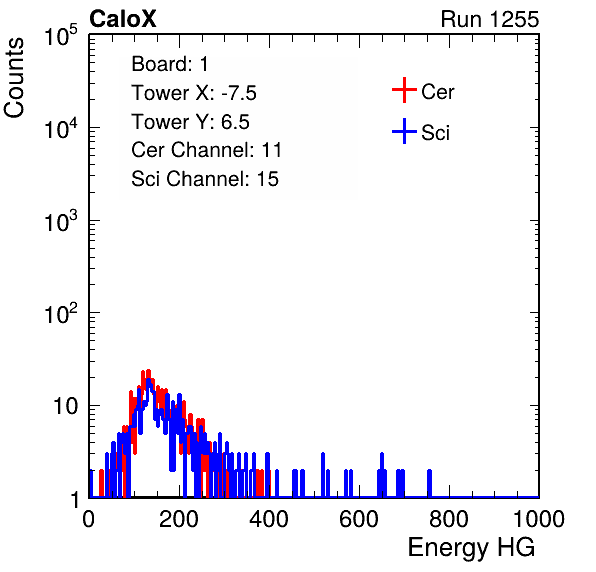 CaloX
Run 1255
Counts
Board: 1
Tower X: -7.5
Tower Y: 6.5
Cer Channel: 11
Sci Channel: 15
Cer
Sci
10^5
10^4
10^3
10^2
10
1
0 200 400 600 800 1000
Energy HG